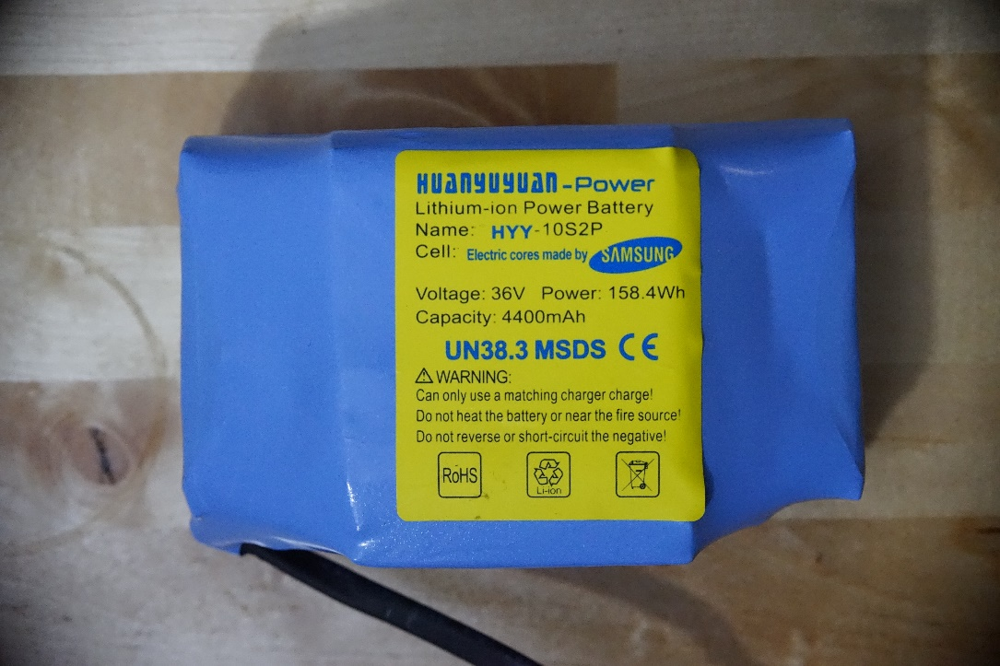 HUANYUYUAN-Power
Lithium-ion Power Battery
Name: HYY-10S2P
Cell: Electric cores made by SAMSUNG
Voltage: 36V Power: 158.4Wh
Capacity: 4400mAh
UN38.3 MSDS CE
WARNING:
Can only use a matching charger charge!
Do not heat the battery or near the fire source!
Do not reverse or short-circuit the negative!
RoHS
Li-ion